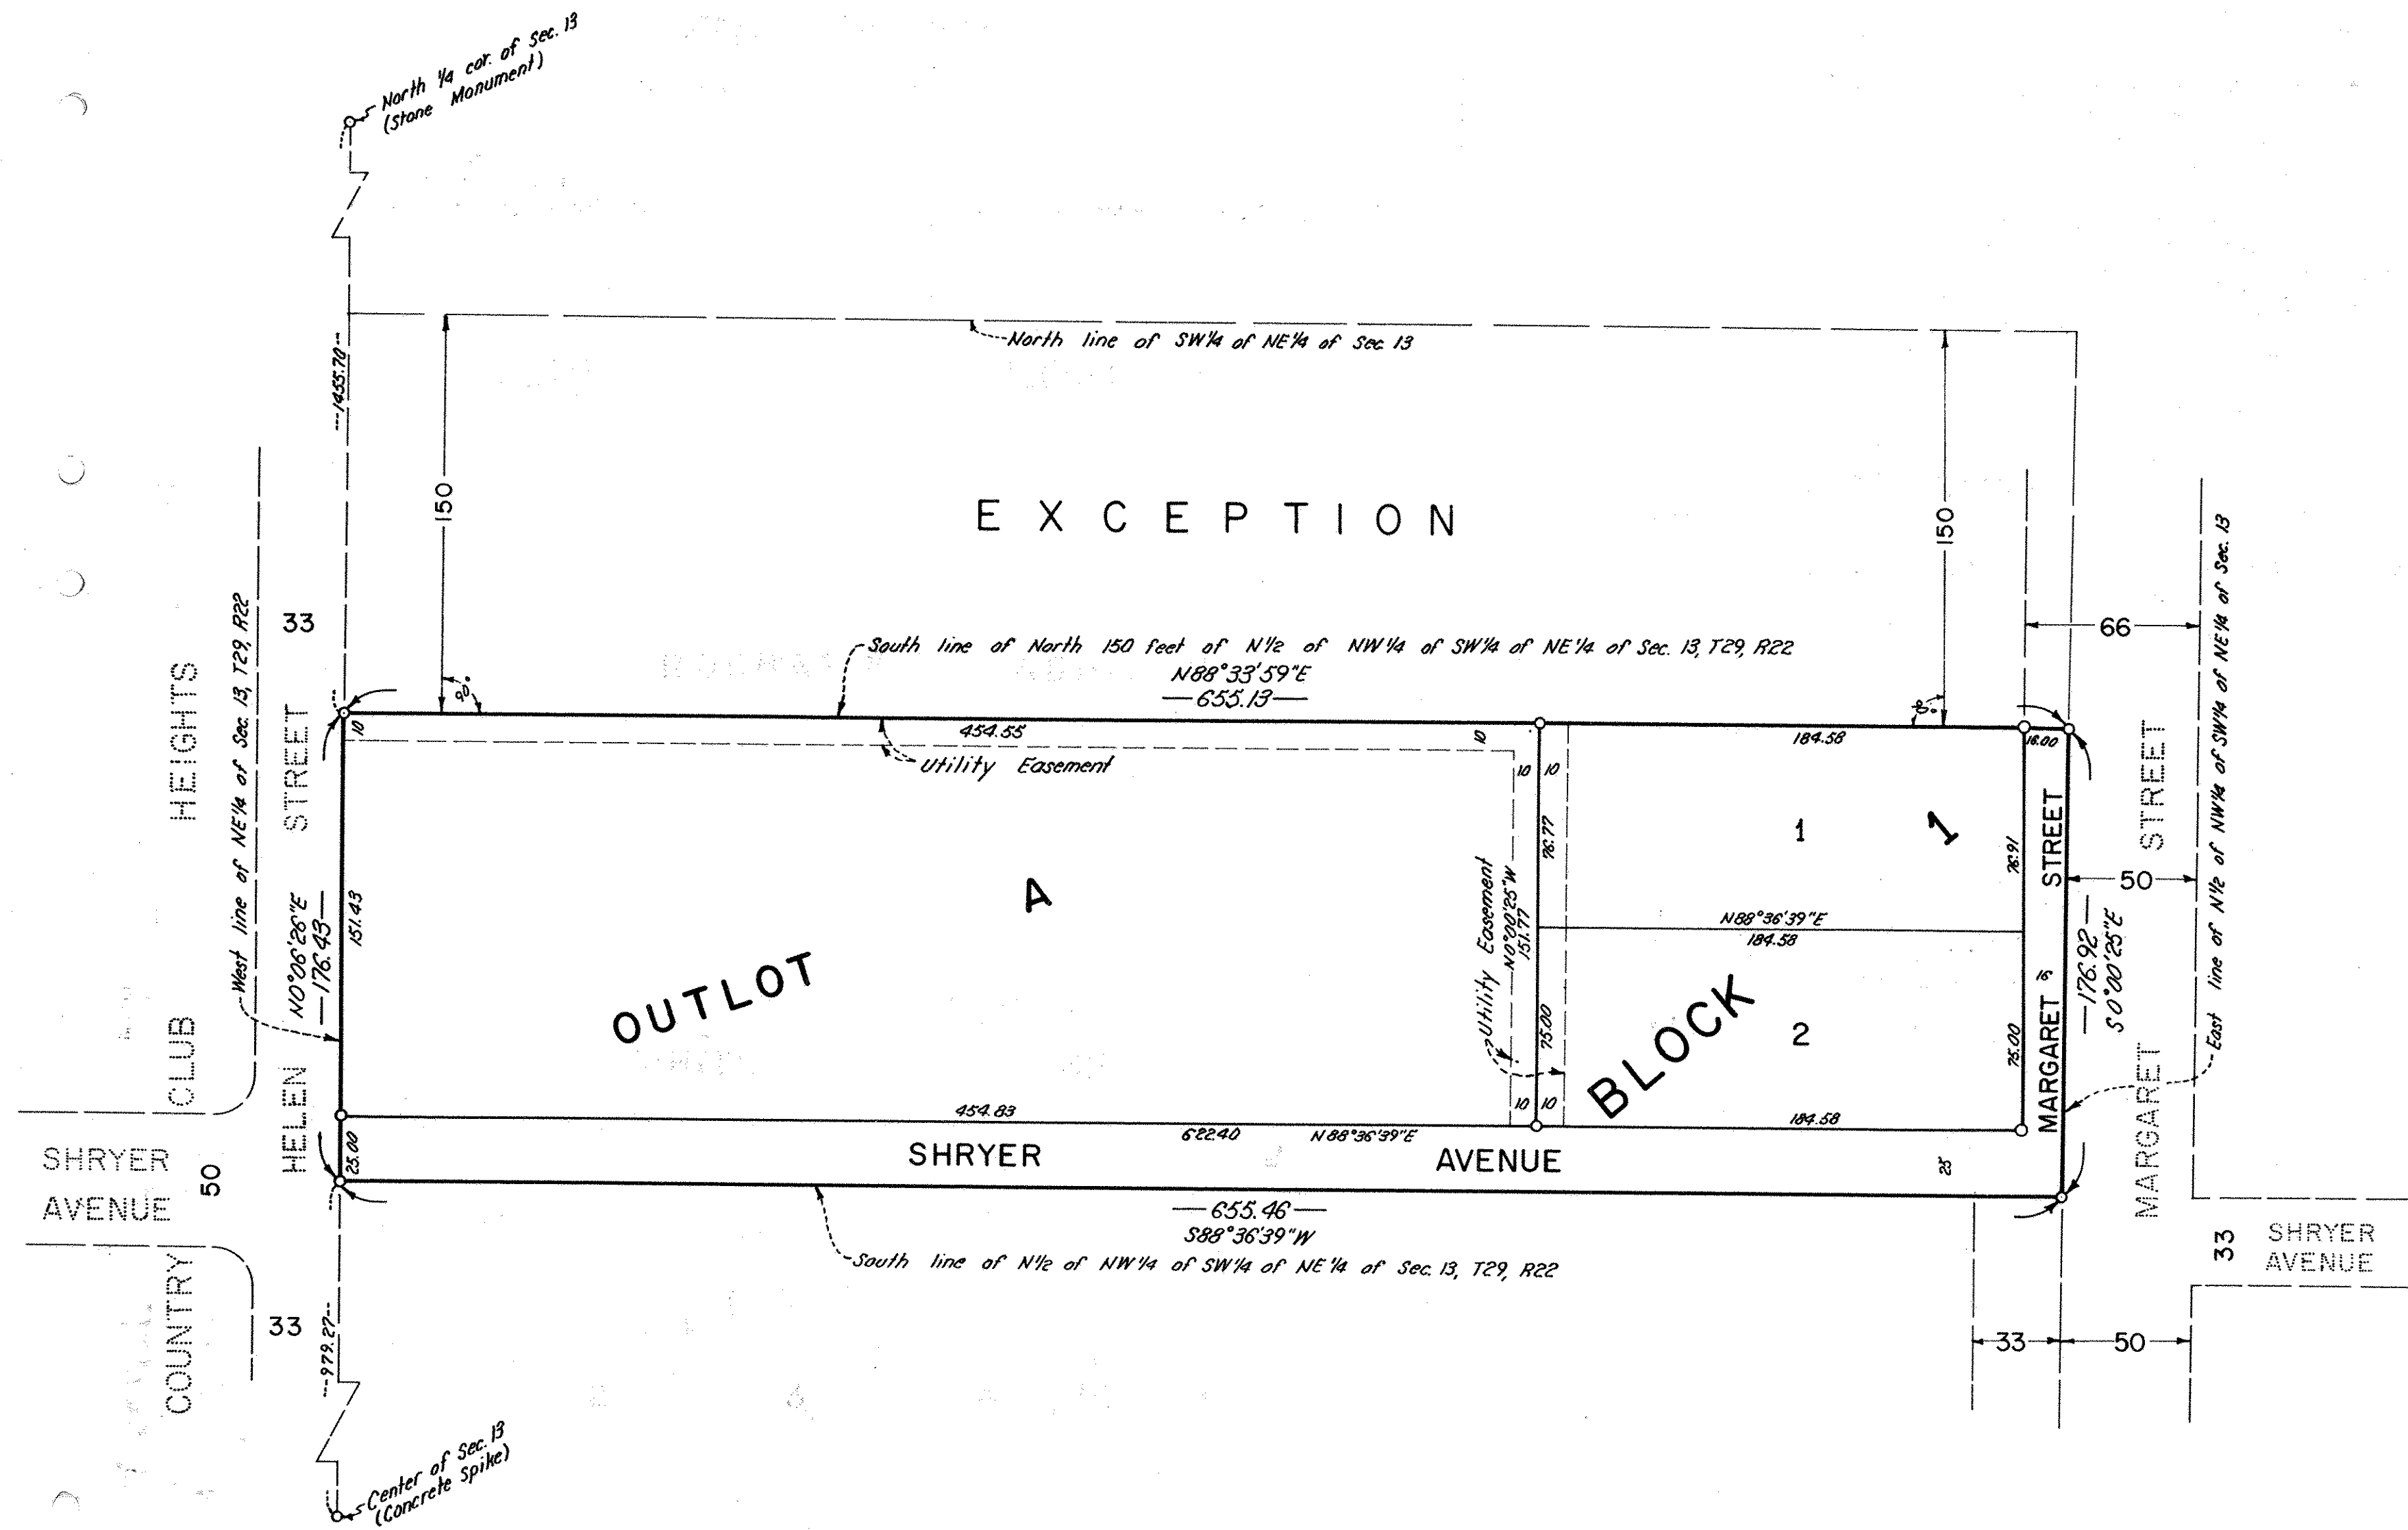 North 1/4 cor. of Sec. 13
(Stone Monument)
---1455.70---
North line of SW1/4 of NE1/4 of Sec 13
150
150
EXCEPTION
66
33
South line of North 150 feet of N1/2 of NW1/4 of SW1/4 of NE1/4 of Sec. 13, T29, R22
N88°33'59"E
655.13
90°
90°
West line of NE1/4 of Sec. 13, T29, R22
East line of N1/2 of NW1/4 of SW1/4 of NE1/4 of Sec. 13
10
454.55
10
184.58
16.00
Utility Easement
10
10
HEIGHTS
CLUB
COUNTRY
STREET
HELEN
N0°06'26"E
176.43
151.43
A
OUTLOT
Utility Easement
N0°00'25"W
151.77
76.77
75.00
1
1
76.91
N88°36'39"E
184.58
BLOCK
2
75.00
STREET
16
MARGARET
50
176.92
S0°00'25"E
STREET
MARGARET
10
10
454.83
622.40
N88°36'39"E
184.58
25.00
SHRYER AVENUE
25
SHRYER
AVENUE
50
655.46
S88°36'39"W
South line of N1/2 of NW1/4 of SW1/4 of NE1/4 of Sec. 13, T29, R22
33
SHRYER
AVENUE
33
---979.27---
33
50
Center of Sec. 13
(Concrete Spike)